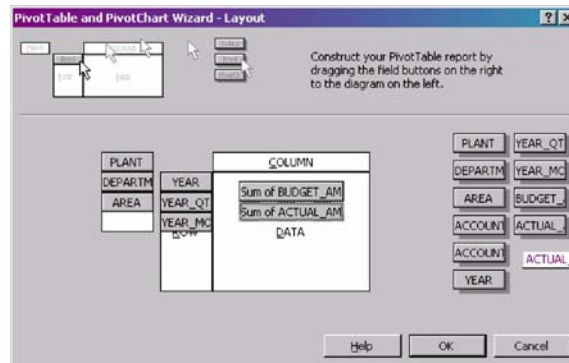 PivotTable and PivotChart Wizard - Layout
Construct your PivotTable report by
dragging the field buttons on the right
to the diagram on the left.
PLANT
DEPARTM
AREA
YEAR
YEAR_QT
YEAR_MC
ROW
COLUMN
Sum of BUDGET_AM
Sum of ACTUAL_AM
DATA
PLANT YEAR_QT
DEPARTM YEAR_MC
AREA BUDGET_
ACCOUNT ACTUAL_
ACCOUNT ACTUAL_
YEAR
Help OK Cancel